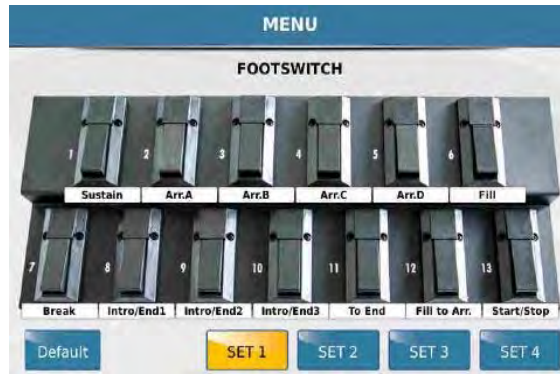 MENU
FOOTSWITCH
1 2 3 4 5 6
Sustain Arr.A Arr.B Arr.C Arr.D Fill
7 8 9 10 11 12 13
Break Intro/End1 Intro/End2 Intro/End3 To End Fill to Arr. Start/Stop
Default SET 1 SET 2 SET 3 SET 4